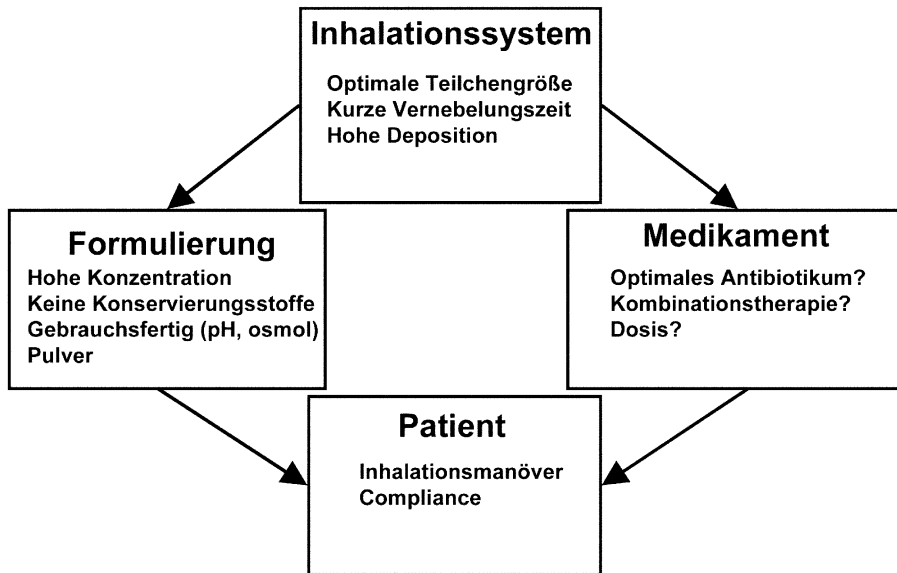 Inhalationssystem
Optimale Teilchengröße
Kurze Vernebelungszeit
Hohe Deposition
Formulierung
Hohe Konzentration
Keine Konservierungsstoffe
Gebrauchsfertig (pH, osmol)
Pulver
Medikament
Optimales Antibiotikum?
Kombinationstherapie?
Dosis?
Patient
Inhalationsmanöver
Compliance